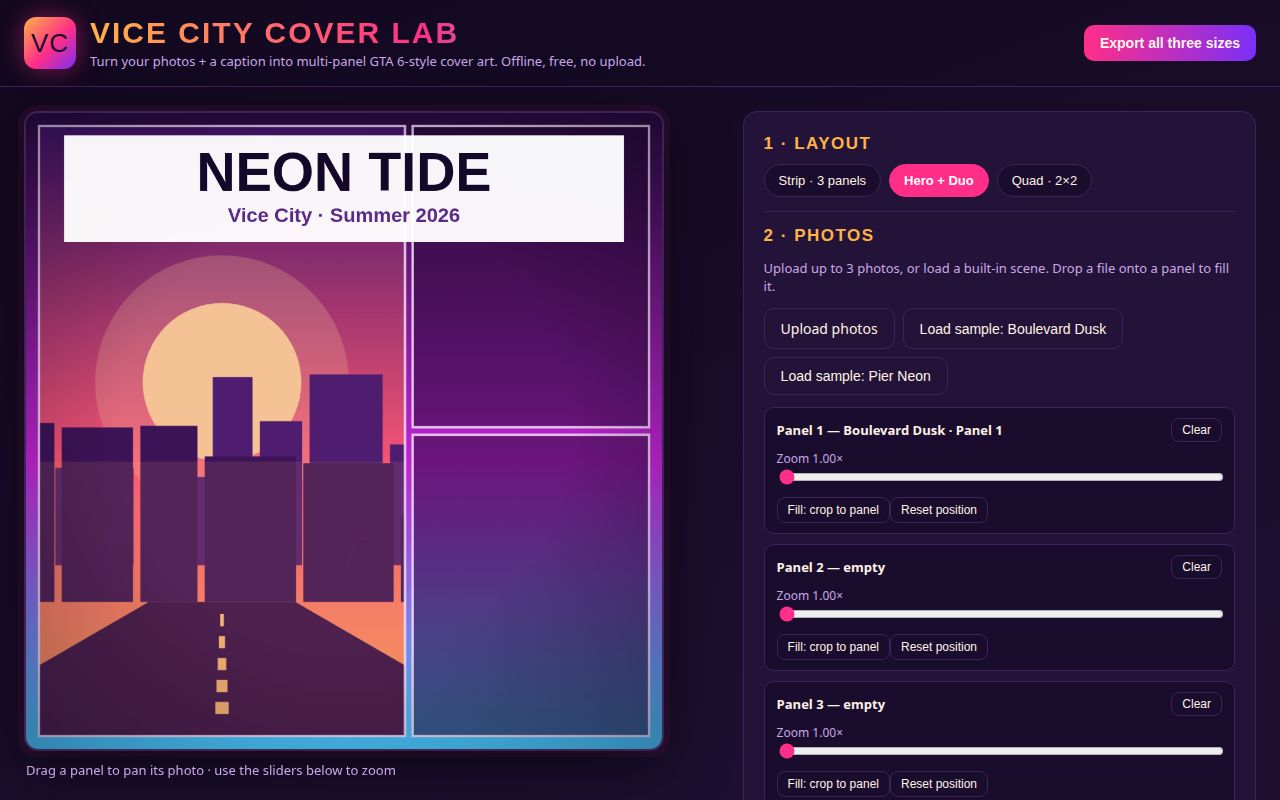 VC
VICE CITY COVER LAB
Turn your photos + a caption into multi-panel GTA 6-style cover art. Offline, free, no upload.
Export all three sizes
NEON TIDE
Vice City · Summer 2026
Drag a panel to pan its photo · use the sliders below to zoom
1 · LAYOUT
Strip · 3 panels
Hero + Duo
Quad · 2×2
2 · PHOTOS
Upload up to 3 photos, or load a built-in scene. Drop a file onto a panel to fill
it.
Upload photos
Load sample: Boulevard Dusk
Load sample: Pier Neon
Panel 1 — Boulevard Dusk · Panel 1
Clear
Zoom 1.00×
Fill: crop to panel
Reset position
Panel 2 — empty
Clear
Zoom 1.00×
Fill: crop to panel
Reset position
Panel 3 — empty
Clear
Zoom 1.00×
Fill: crop to panel
Reset position